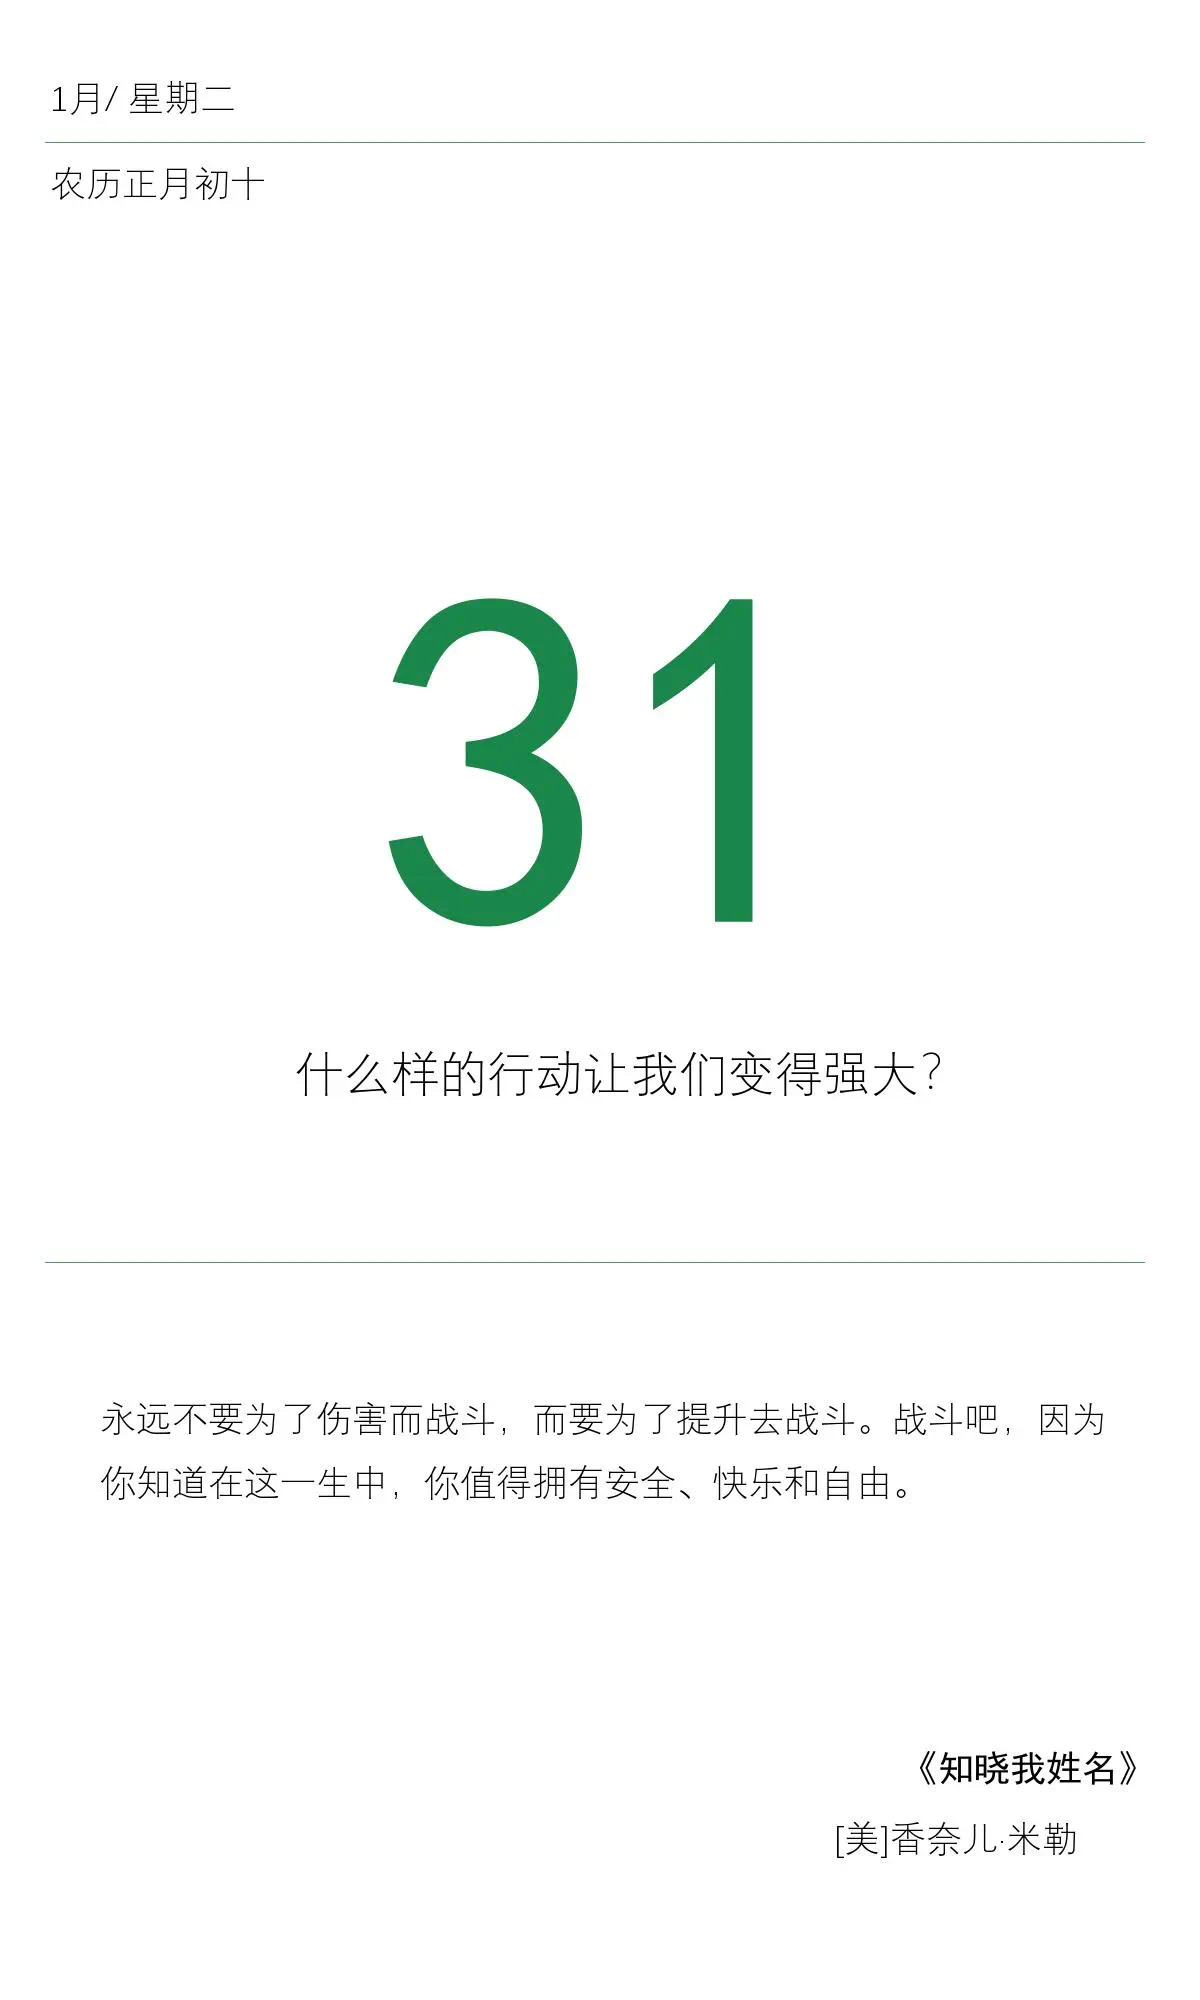 1月/ 星期二
农历正月初十
31
什么样的行动让我们变得强大？
永远不要为了伤害而战斗，而要为了提升去战斗。战斗吧，因为
你知道在这一生中，你值得拥有安全、快乐和自由。
《知晓我姓名》
[美]香奈儿·米勒